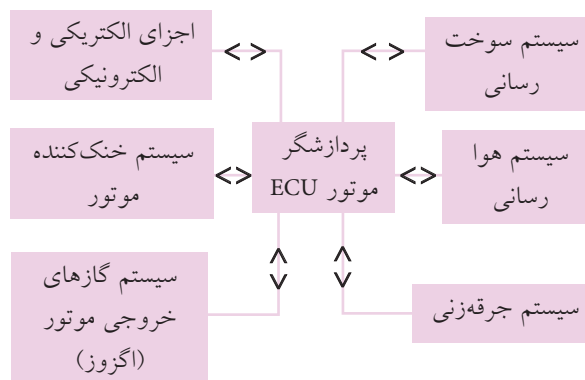 سیستم سوخت
رسانی
اجزای الکتریکی و
الکترونیکی
پردازشگر
موتور ECU
سیستم هوا
رسانی
سیستم خنک‌کننده
موتور
سیستم جرقه‌زنی
سیستم گازهای
خروجی موتور
(اگزوز)